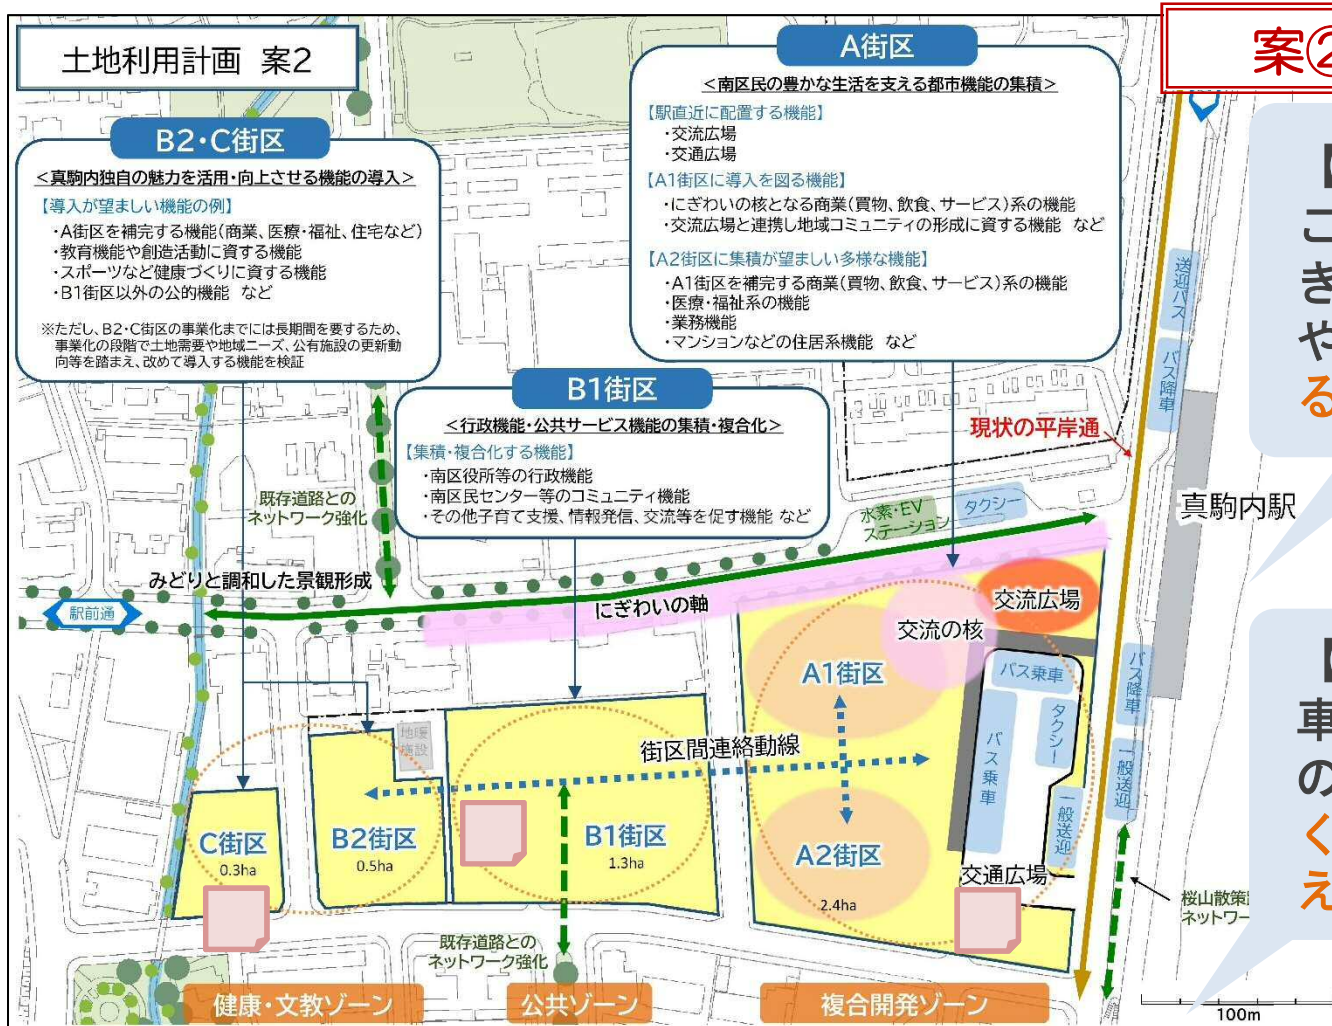 土地利用計画 案2
案②
B2・C街区
<真駒内独自の魅力を活用・向上させる機能の導入>
【導入が望ましい機能の例】
・A街区を補完する機能(商業、医療・福祉、住宅など)
・教育機能や創造活動に資する機能
・スポーツなど健康づくりに資する機能
・B1街区以外の公的機能 など
※ただし、B2・C街区の事業化までには長期間を要するため、
事業化の段階で土地需要や地域ニーズ、公有施設の更新動
向等を踏まえ、改めて導入する機能を検証
A街区
<南区民の豊かな生活を支える都市機能の集積>
【駅直近に配置する機能】
・交流広場
・交通広場
【A1街区に導入を図る機能】
・にぎわいの核となる商業(買物、飲食、サービス)系の機能
・交流広場と連携し地域コミュニティの形成に資する機能 など
【A2街区に集積が望ましい多様な機能】
・A1街区を補完する商業(買物、飲食、サービス)系の機能
・医療・福祉系の機能
・業務機能
・マンションなどの住居系機能 など
B1街区
<行政機能・公共サービス機能の集積・複合化>
【集積・複合化する機能】
・南区役所等の行政機能
・南区民センター等のコミュニティ機能
・その他子育て支援、情報発信、交流等を促す機能 など
送迎バス
バス降車
現状の平岸通
真駒内駅
既存道路との
ネットワーク強化
水素・EV
ステーション
タクシー
みどりと調和した景観形成
駅前通
にぎわいの軸
交流広場
交流の核
A1街区
バス乗車
バス乗車
タクシー
バス降車
一般送迎
一般送迎
地暖
施設
街区間連絡動線
C街区
0.3ha
B2街区
0.5ha
B1街区
1.3ha
A2街区
2.4ha
交通広場
桜山散策
ネットワー
既存道路との
ネットワーク強化
健康・文教ゾーン
公共ゾーン
複合開発ゾーン
100m
【
こ
き
や
る
【
車
の
く
え